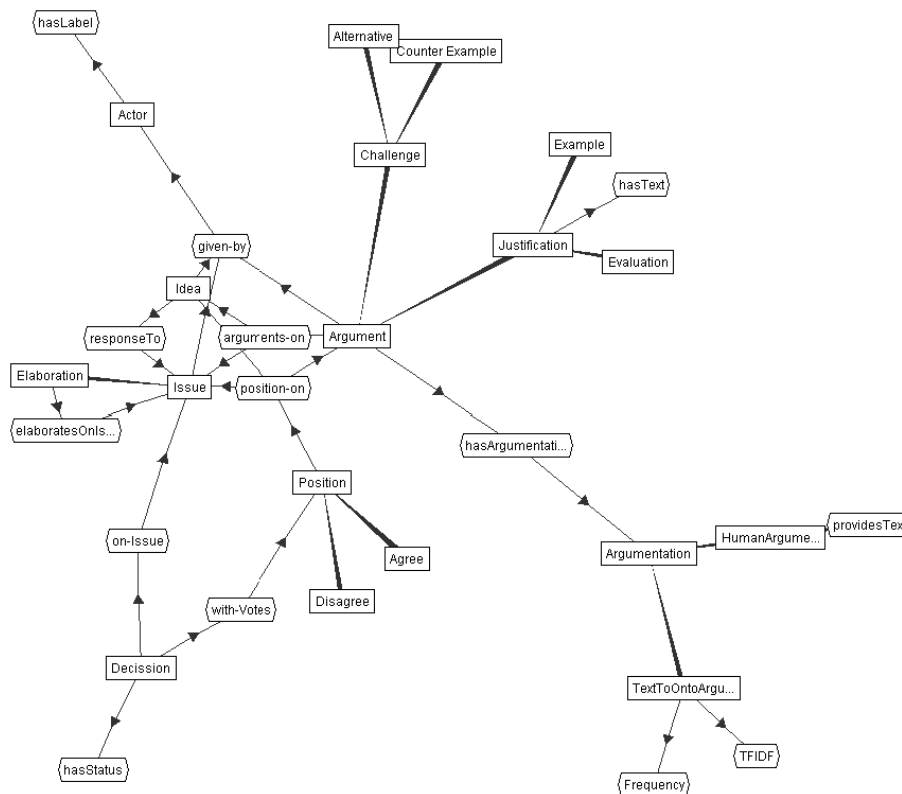 hasLabel
Alternative
Counter Example
Actor
Example
Challenge
hasText
given-by
Justification
Evaluation
Idea
responseTo
arguments-on
Argument
Elaboration
Issue
position-on
elaboratesOnIs...
hasArgumentati...
Position
providesText
on-Issue
HumanArgume...
Argumentation
Agree
Disagree
with-Votes
Decission
TextToOntoArgu...
TFIDF
hasStatus
Frequency